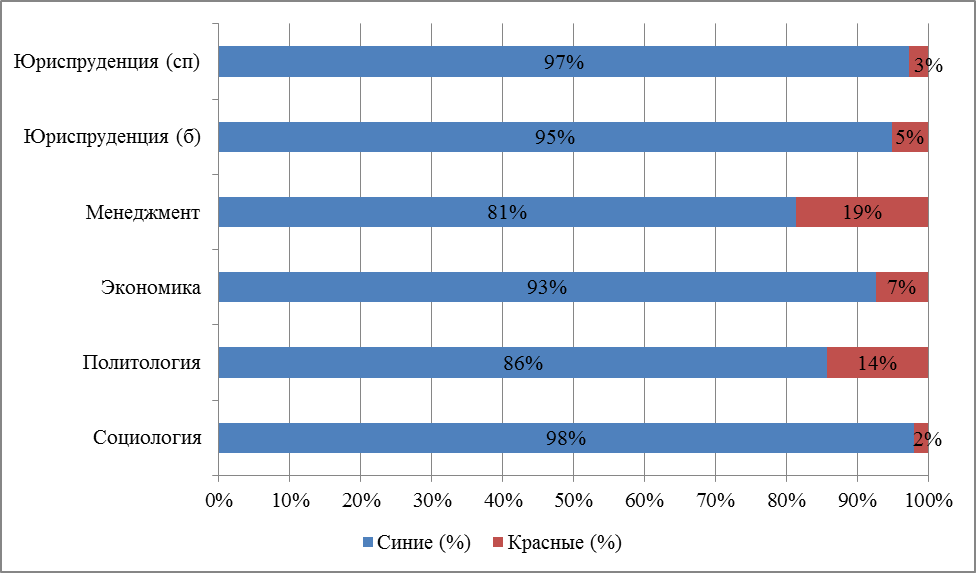 Юриспруденция (сп) 97% 3%
Юриспруденция (б) 95% 5%
Менеджмент 81% 19%
Экономика 93% 7%
Политология 86% 14%
Социология 98% 2%
0% 10% 20% 30% 40% 50% 60% 70% 80% 90% 100%
Синие (%) Красные (%)